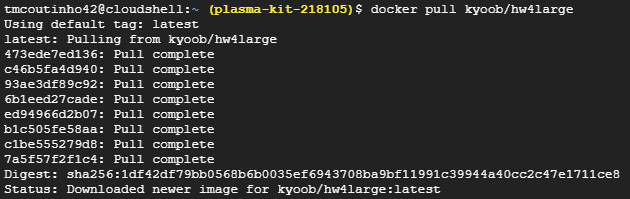 tmcoutinho42@cloudshell:~ (plasma-kit-218105)$ docker pull kyoob/hw4large
Using default tag: latest
latest: Pulling from kyoob/hw4large
473ede7ed136: Pull complete
c46b5fa4d940: Pull complete
93ae3df89c92: Pull complete
6b1eed27cade: Pull complete
ed94966d2b07: Pull complete
b1c505fe58aa: Pull complete
c1be555279d8: Pull complete
7a5f57f2f1c4: Pull complete
Digest: sha256:1df42df79bb0568b6b0035ef6943708ba9bf11991c39944a40cc2c47e1711ce8
Status: Downloaded newer image for kyoob/hw4large:latest